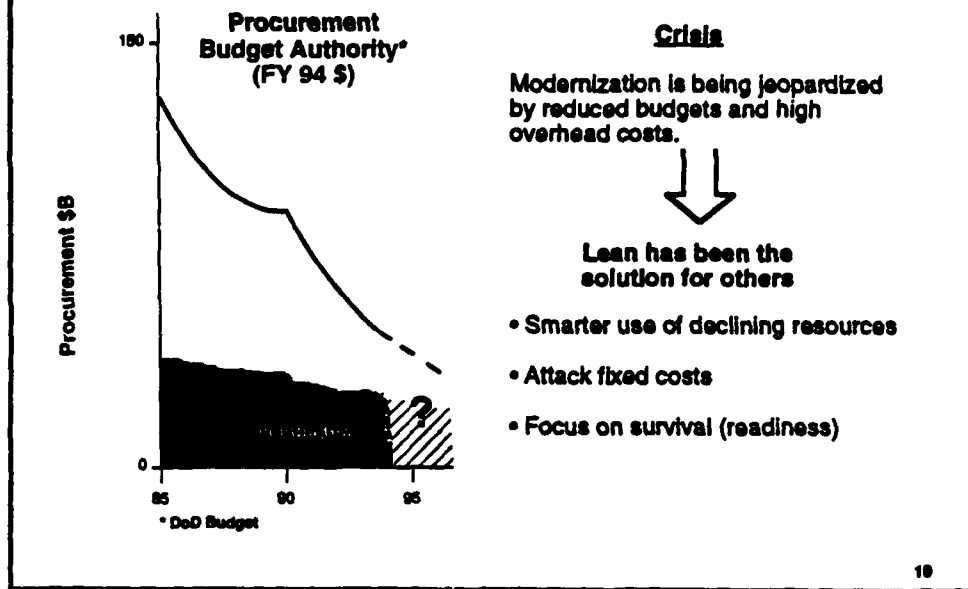 Procurement
Budget Authority*
(FY 94 $)
150
Procurement $B
0
85
90
95
?
* DoD Budget
Crisis
Modernization is being jeopardized
by reduced budgets and high
overhead costs.
Lean has been the
solution for others
• Smarter use of declining resources
• Attack fixed costs
• Focus on survival (readiness)
19